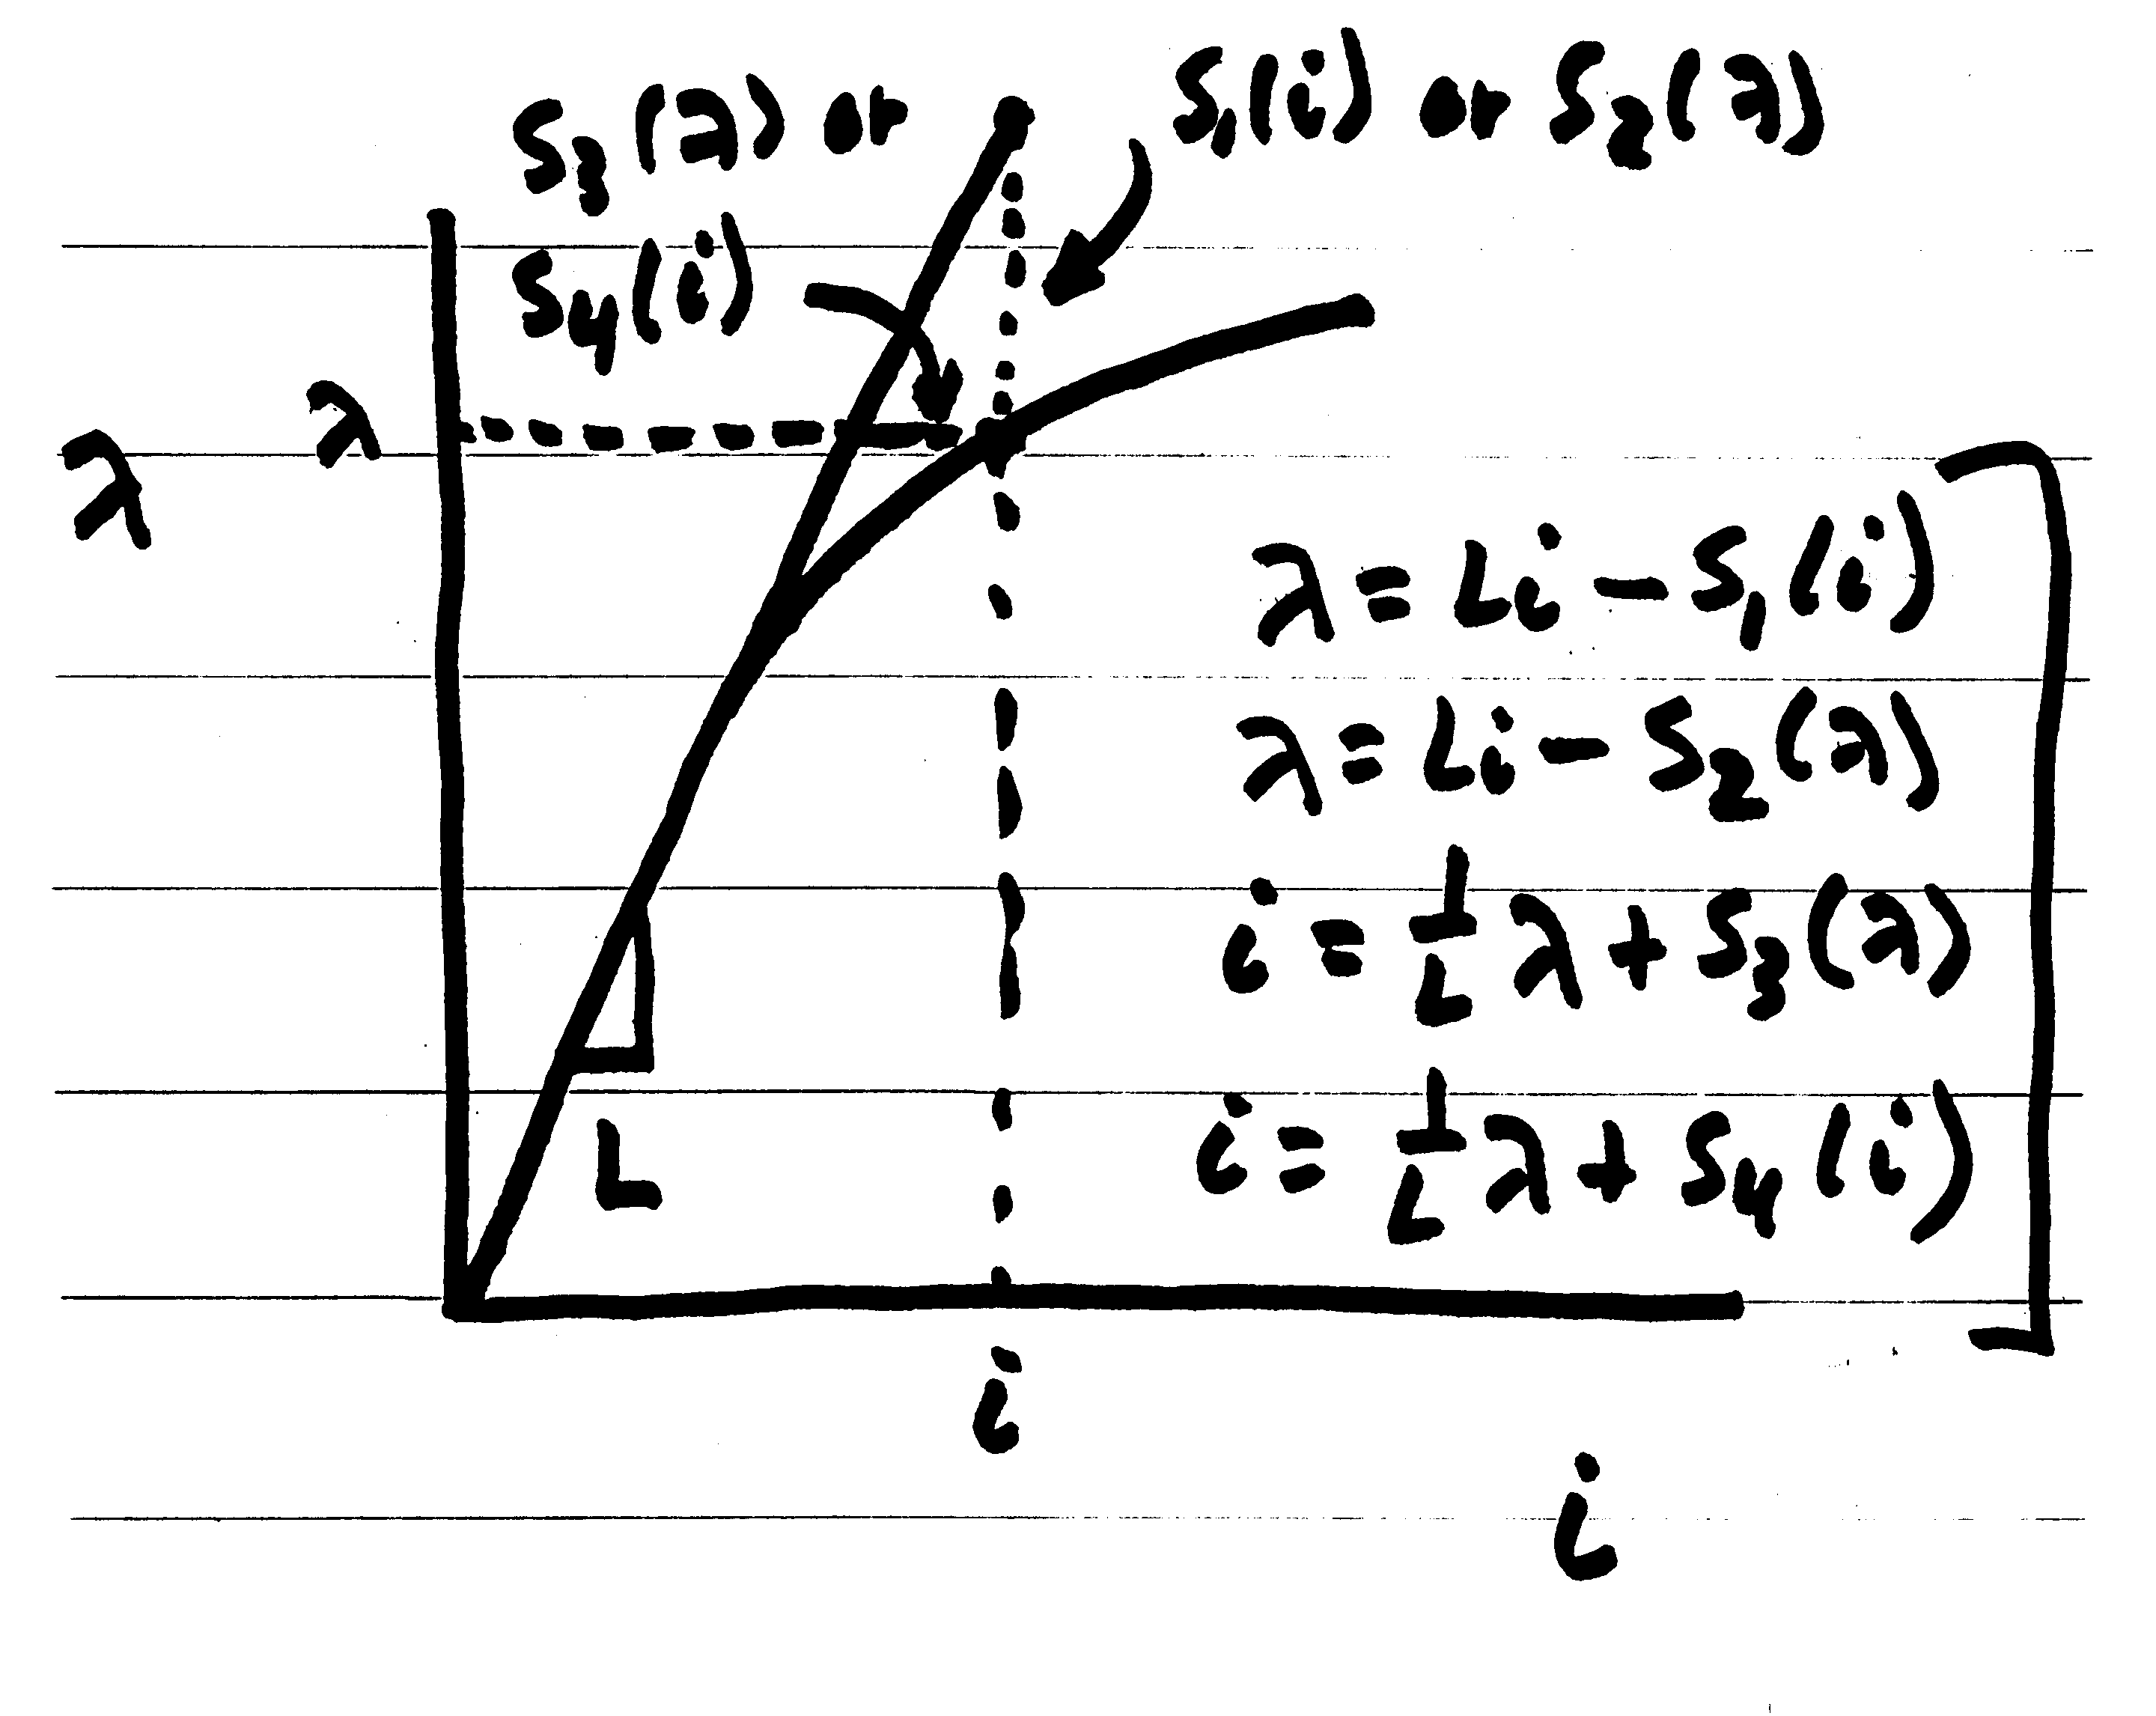 S₃(λ) or
S₁(i) or S₂(λ)
S₄(i)
λ
λ
λ = Li − S₁(i)
λ = Li − S₂(λ)
i = 1/L λ + S₃(λ)
i = 1/L λ + S₄(i)
L
i
i